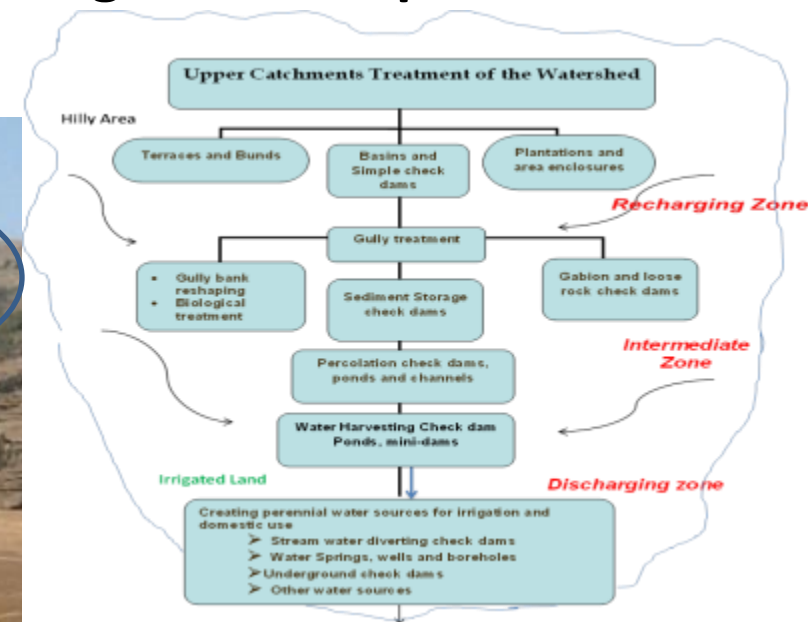 Upper Catchments Treatment of the Watershed
Hilly Area
Terraces and Bunds
Basins and
Simple check
dams
Plantations and
area enclosures
Recharging Zone
Gully treatment
• Gully bank
reshaping
• Biological
treatment
Sediment Storage
check dams
Gabion and loose
rock check dams
Intermediate
Zone
Percolation check dams,
ponds and channels
Water Harvesting Check dam
Ponds, mini-dams
Irrigated Land
Discharging zone
Creating perennial water sources for irrigation and
domestic use
➤ Stream water diverting check dams
➤ Water Springs, wells and boreholes
➤Underground check dams
➤ Other water sources